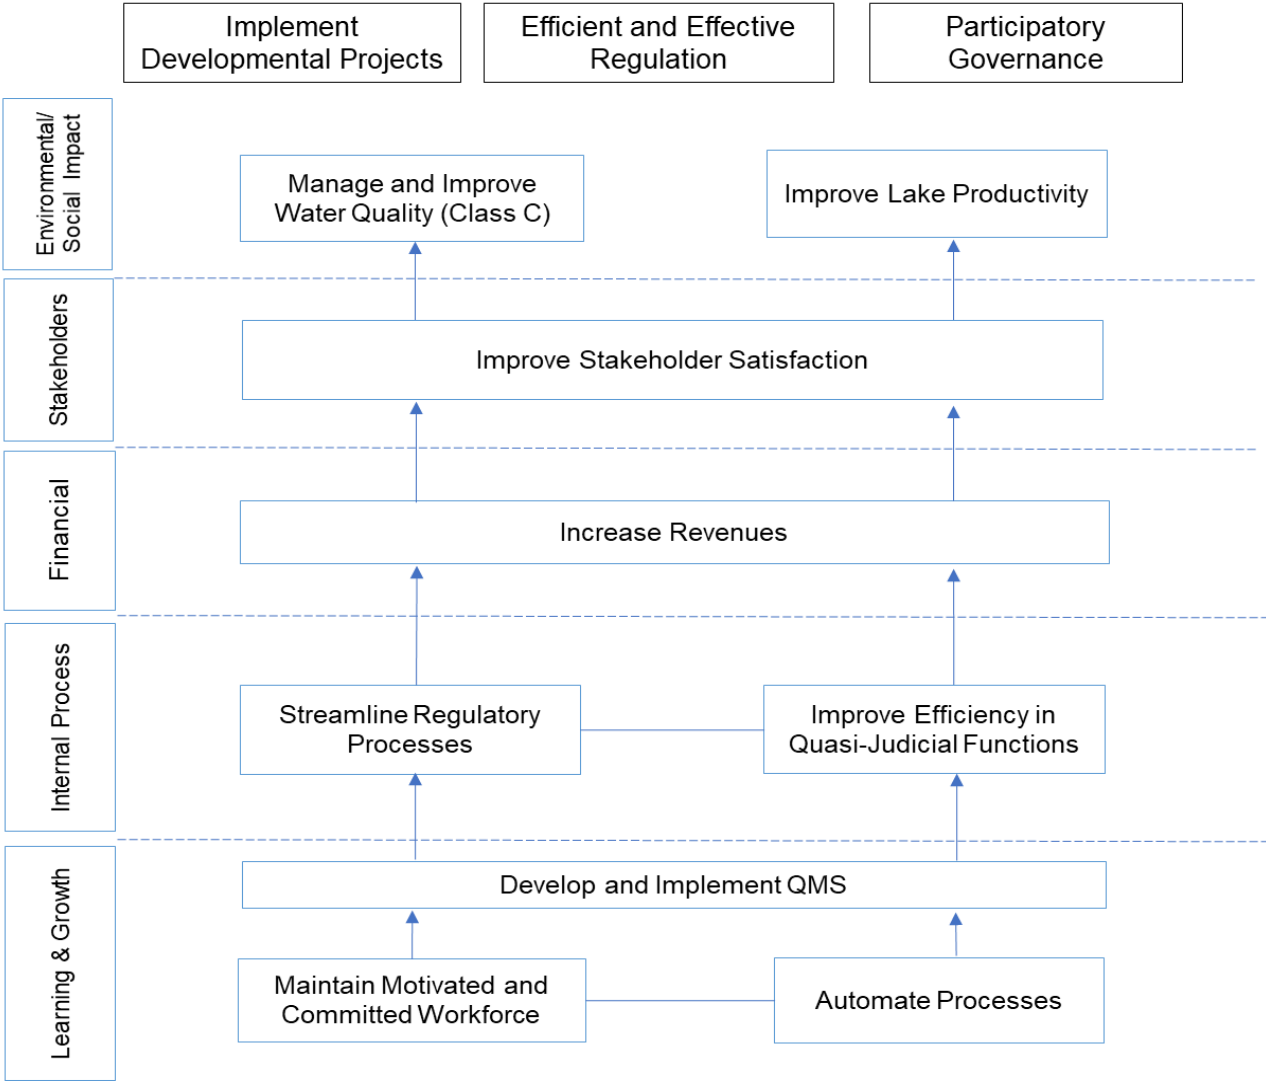 Implement
Developmental Projects
Efficient and Effective
Regulation
Participatory
Governance
Environmental/
Social Impact
Manage and Improve
Water Quality (Class C)
Improve Lake Productivity
Stakeholders
Improve Stakeholder Satisfaction
Financial
Increase Revenues
Internal Process
Streamline Regulatory
Processes
Improve Efficiency in
Quasi-Judicial Functions
Learning & Growth
Develop and Implement QMS
Maintain Motivated and
Committed Workforce
Automate Processes